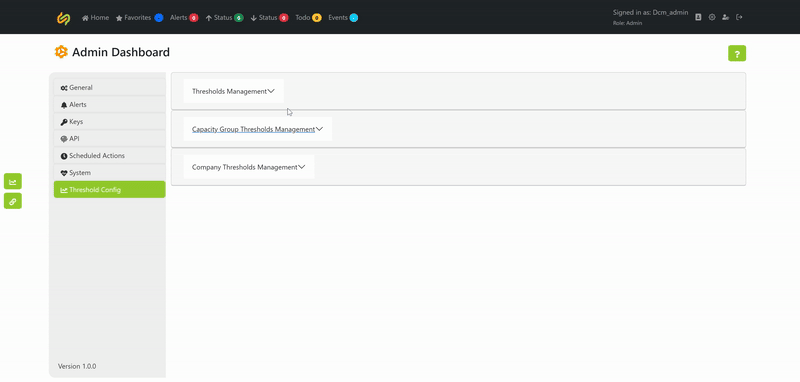 Home Favorites Alerts 0 Status 0 Status 0 Todo 0 Events
Signed in as: Dcm_admin
Role: Admin
Admin Dashboard
?
General
Alerts
Keys
API
Scheduled Actions
System
Threshold Config
Thresholds Management
Capacity Group Thresholds Management
Company Thresholds Management
Version 1.0.0